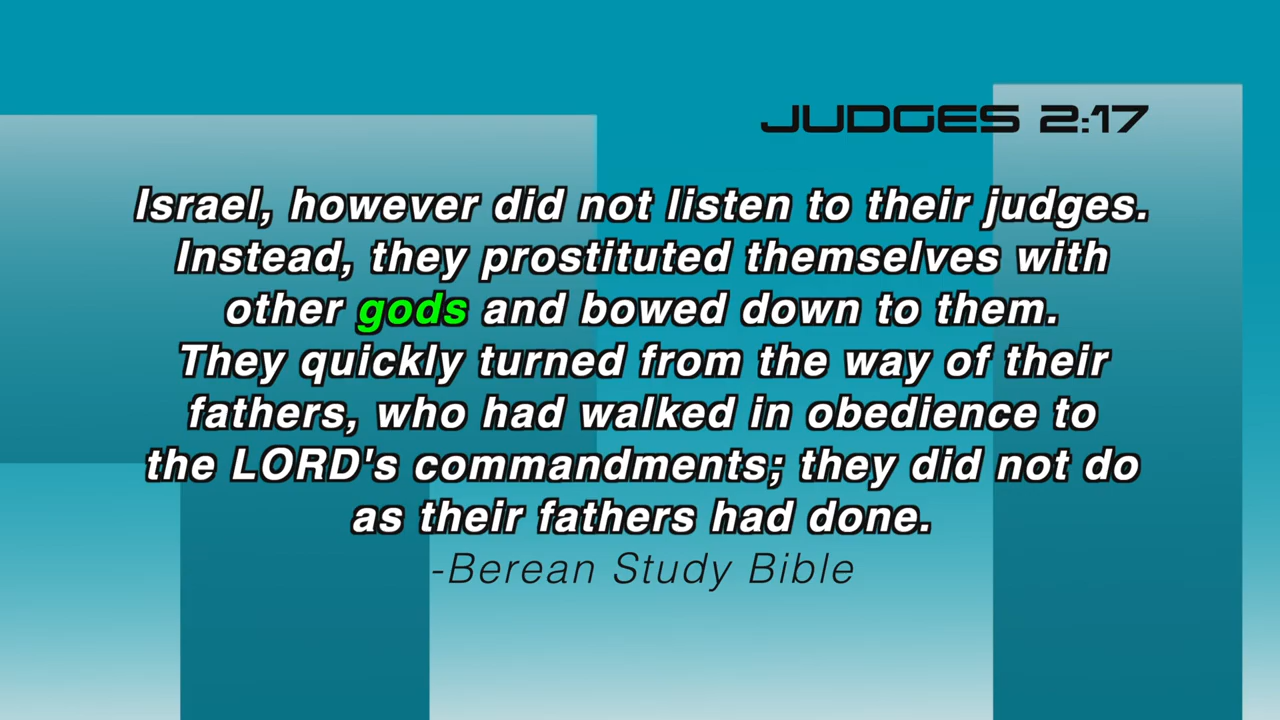 JUDGES 2:17
Israel, however did not listen to their judges.
Instead, they prostituted themselves with
other gods and bowed down to them.
They quickly turned from the way of their
fathers, who had walked in obedience to
the LORD's commandments; they did not do
as their fathers had done.
-Berean Study Bible